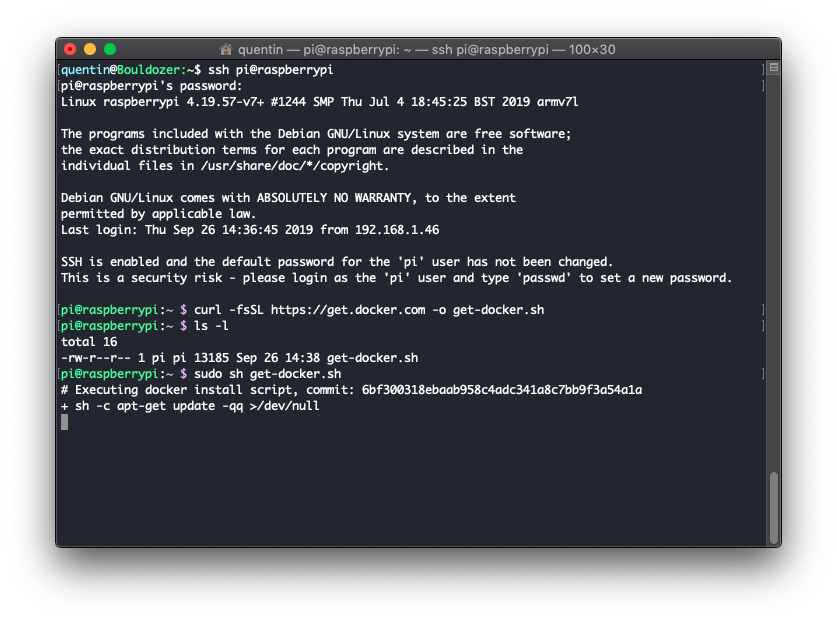 quentin — pi@raspberrypi: ~ — ssh pi@raspberrypi — 100×30
[quentin@Bouldozer:~$ ssh pi@raspberrypi ]
[pi@raspberrypi's password: ]
Linux raspberrypi 4.19.57-v7+ #1244 SMP Thu Jul 4 18:45:25 BST 2019 armv7l
The programs included with the Debian GNU/Linux system are free software;
the exact distribution terms for each program are described in the
individual files in /usr/share/doc/*/copyright.
Debian GNU/Linux comes with ABSOLUTELY NO WARRANTY, to the extent
permitted by applicable law.
Last login: Thu Sep 26 14:36:45 2019 from 192.168.1.46
SSH is enabled and the default password for the 'pi' user has not been changed.
This is a security risk - please login as the 'pi' user and type 'passwd' to set a new password.
[pi@raspberrypi:~ $ curl -fsSL https://get.docker.com -o get-docker.sh ]
[pi@raspberrypi:~ $ ls -l ]
total 16
-rw-r--r-- 1 pi pi 13185 Sep 26 14:38 get-docker.sh
[pi@raspberrypi:~ $ sudo sh get-docker.sh ]
# Executing docker install script, commit: 6bf300318ebaab958c4adc341a8c7bb9f3a54a1a
+ sh -c apt-get update -qq >/dev/null